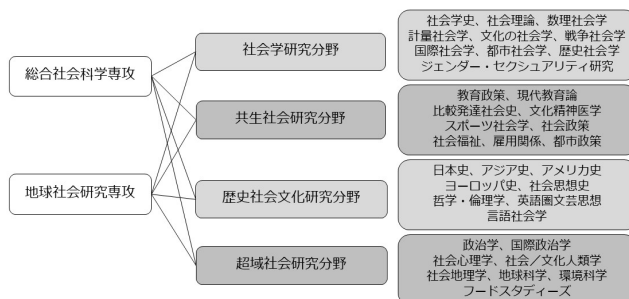 総合社会科学専攻
地球社会研究専攻
社会学研究分野
社会学史、社会理論、数理社会学
計量社会学、文化の社会学、戦争社会学
国際社会学、都市社会学、歴史社会学
ジェンダー・セクシュアリティ研究
共生社会研究分野
教育政策、現代教育論
比較発達社会史、文化精神医学
スポーツ社会学、社会政策
社会福祉、雇用関係、都市政策
歴史社会文化研究分野
日本史、アジア史、アメリカ史
ヨーロッパ史、社会思想史
哲学・倫理学、英語圏文芸思想
言語社会学
超域社会研究分野
政治学、国際政治学
社会心理学、社会／文化人類学
社会地理学、地球科学、環境科学
フードスタディーズ